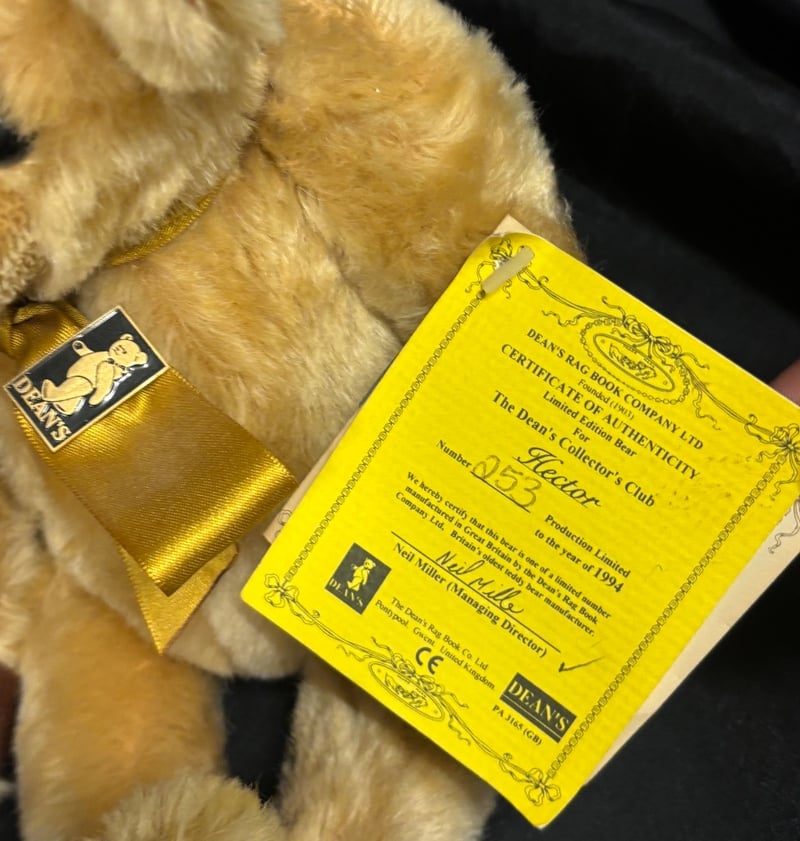 DEAN'S
DEAN'S RAG BOOK COMPANY LTD
Founded (1903)
CERTIFICATE OF AUTHENTICITY
Limited Edition Bear
For
The Dean's Collector's Club
Hector
Number 253
Production Limited
to the year of 1994
We hereby certify that this bear is one of a limited number
manufactured in Great Britain by the Dean's Rag Book
Company Ltd. Britain's oldest teddy bear manufacturer.
Neil Mille
Neil Miller (Managing Director)
DEAN'S
The Dean's Rag Book Co. Ltd.
Pontypool. Gwent. United Kingdom
CE
DEAN'S
PA 3165 (GB)